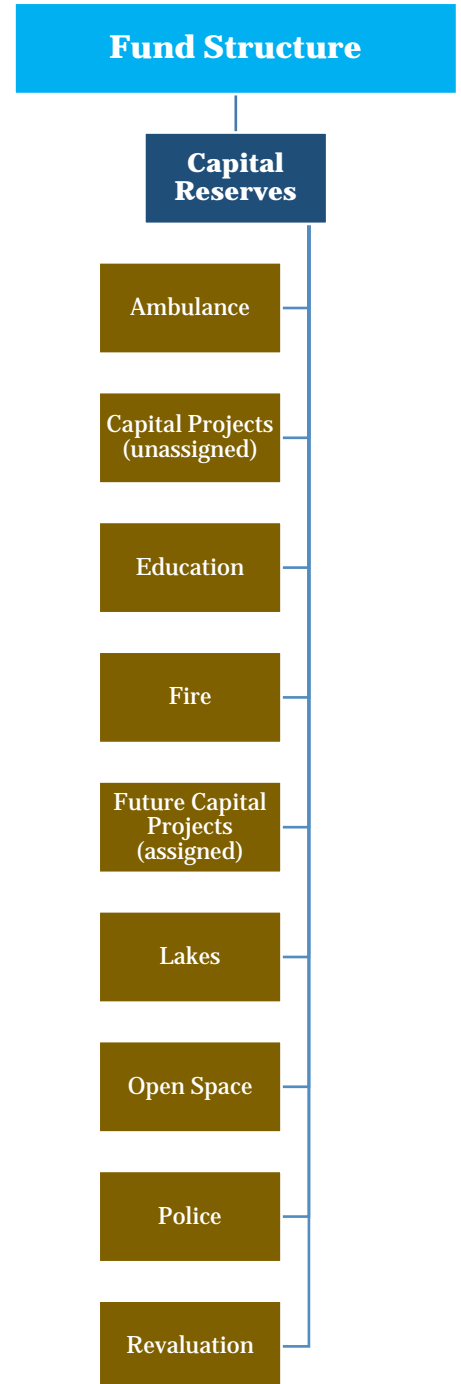 Fund Structure
Capital
Reserves
Ambulance
Capital Projects
(unassigned)
Education
Fire
Future Capital
Projects
(assigned)
Lakes
Open Space
Police
Revaluation